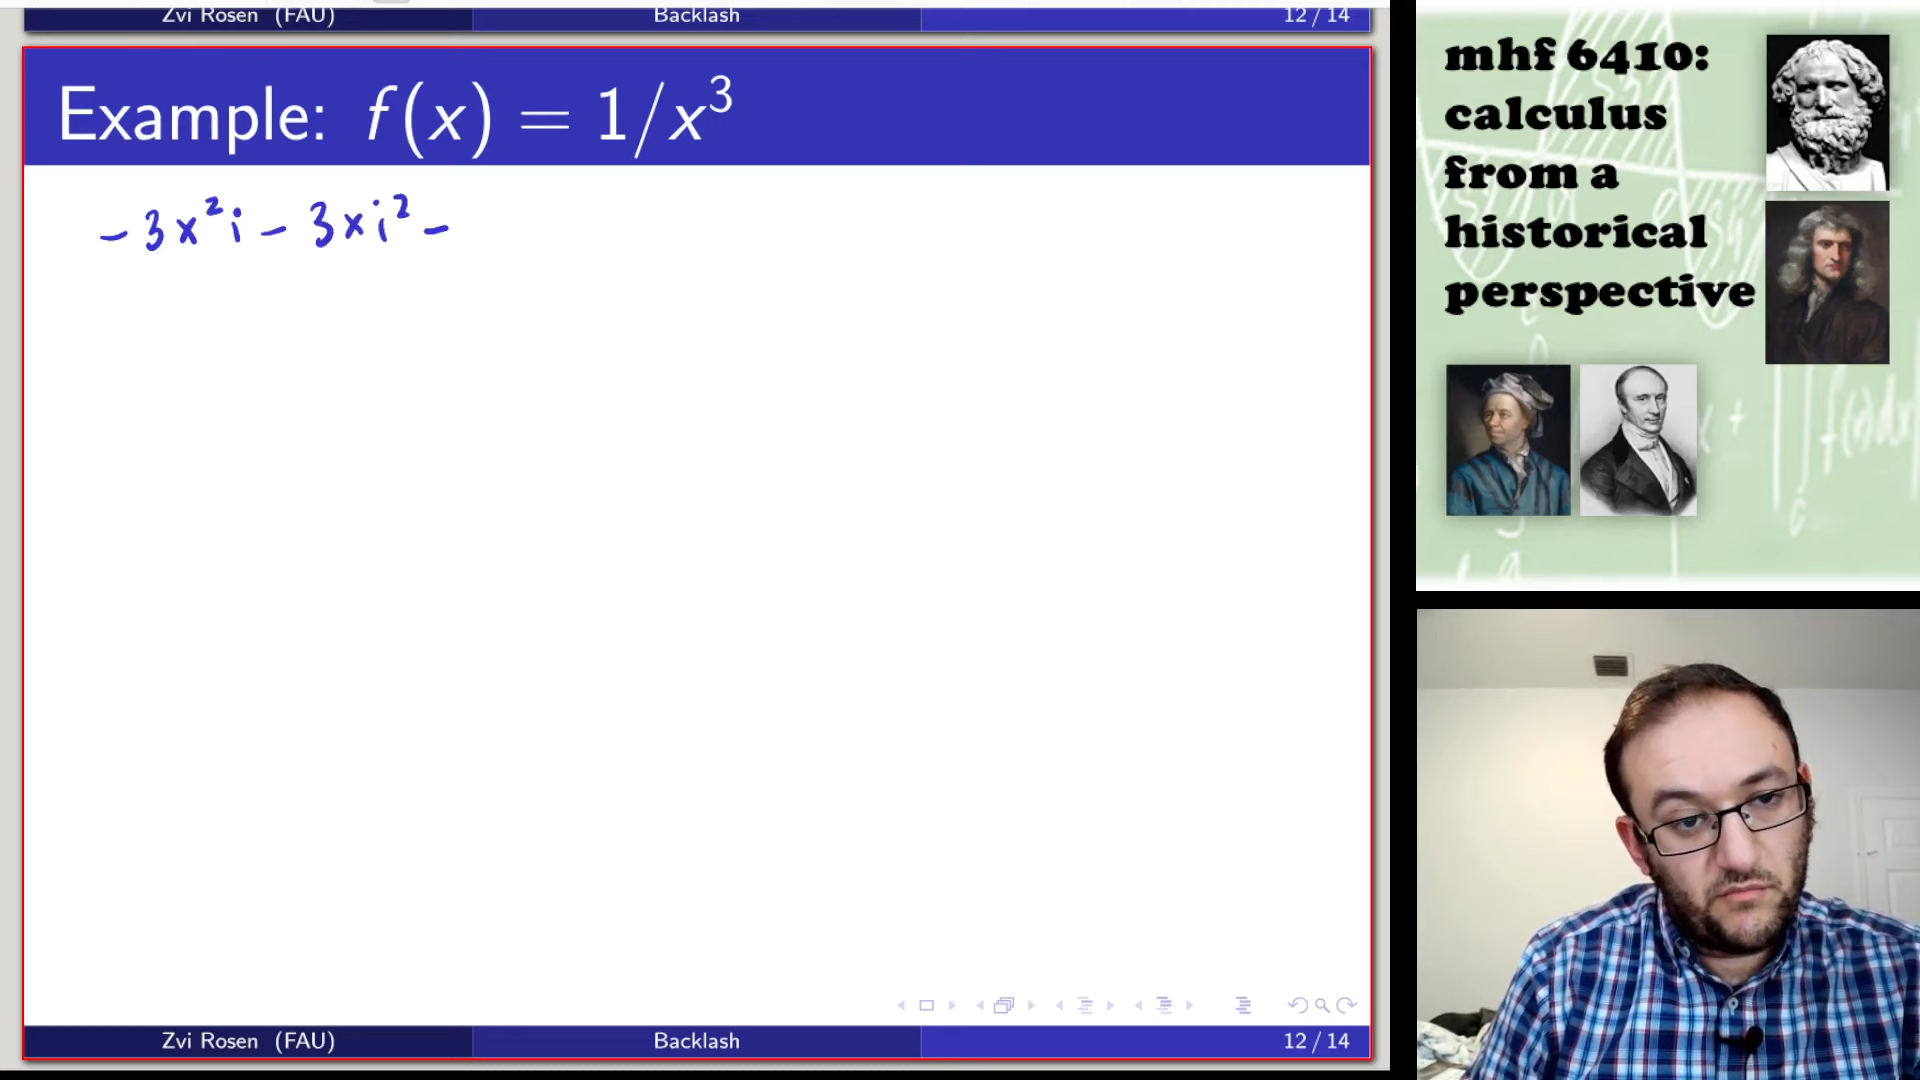 Zvi Rosen (FAU) Backlash 12 / 14
Example: f(x) = 1/x³
- 3x²i - 3xi² -
Zvi Rosen (FAU) Backlash 12 / 14
mhf 6410:
calculus
from a
historical
perspective